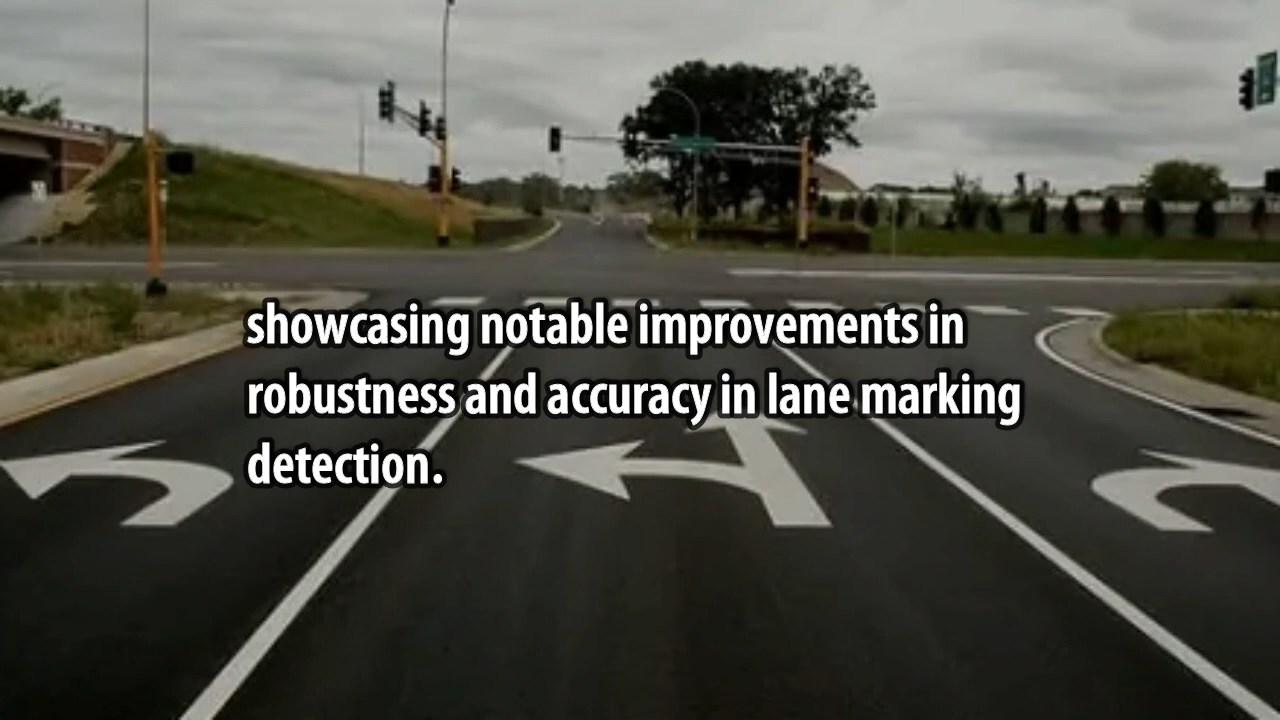 showcasing notable improvements in
robustness and accuracy in lane marking
detection.